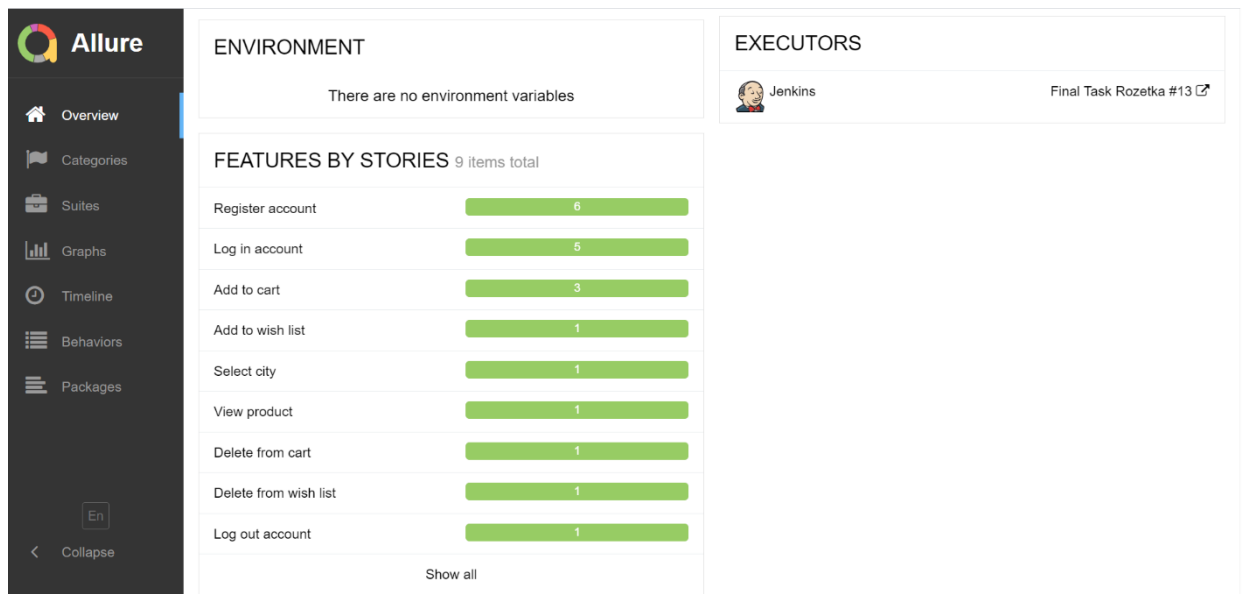 Allure
Overview
Categories
Suites
Graphs
Timeline
Behaviors
Packages
En
Collapse
ENVIRONMENT
There are no environment variables
FEATURES BY STORIES 9 items total
Register account 6
Log in account 5
Add to cart 3
Add to wish list 1
Select city 1
View product 1
Delete from cart 1
Delete from wish list 1
Log out account 1
Show all
EXECUTORS
Jenkins Final Task Rozetka #13